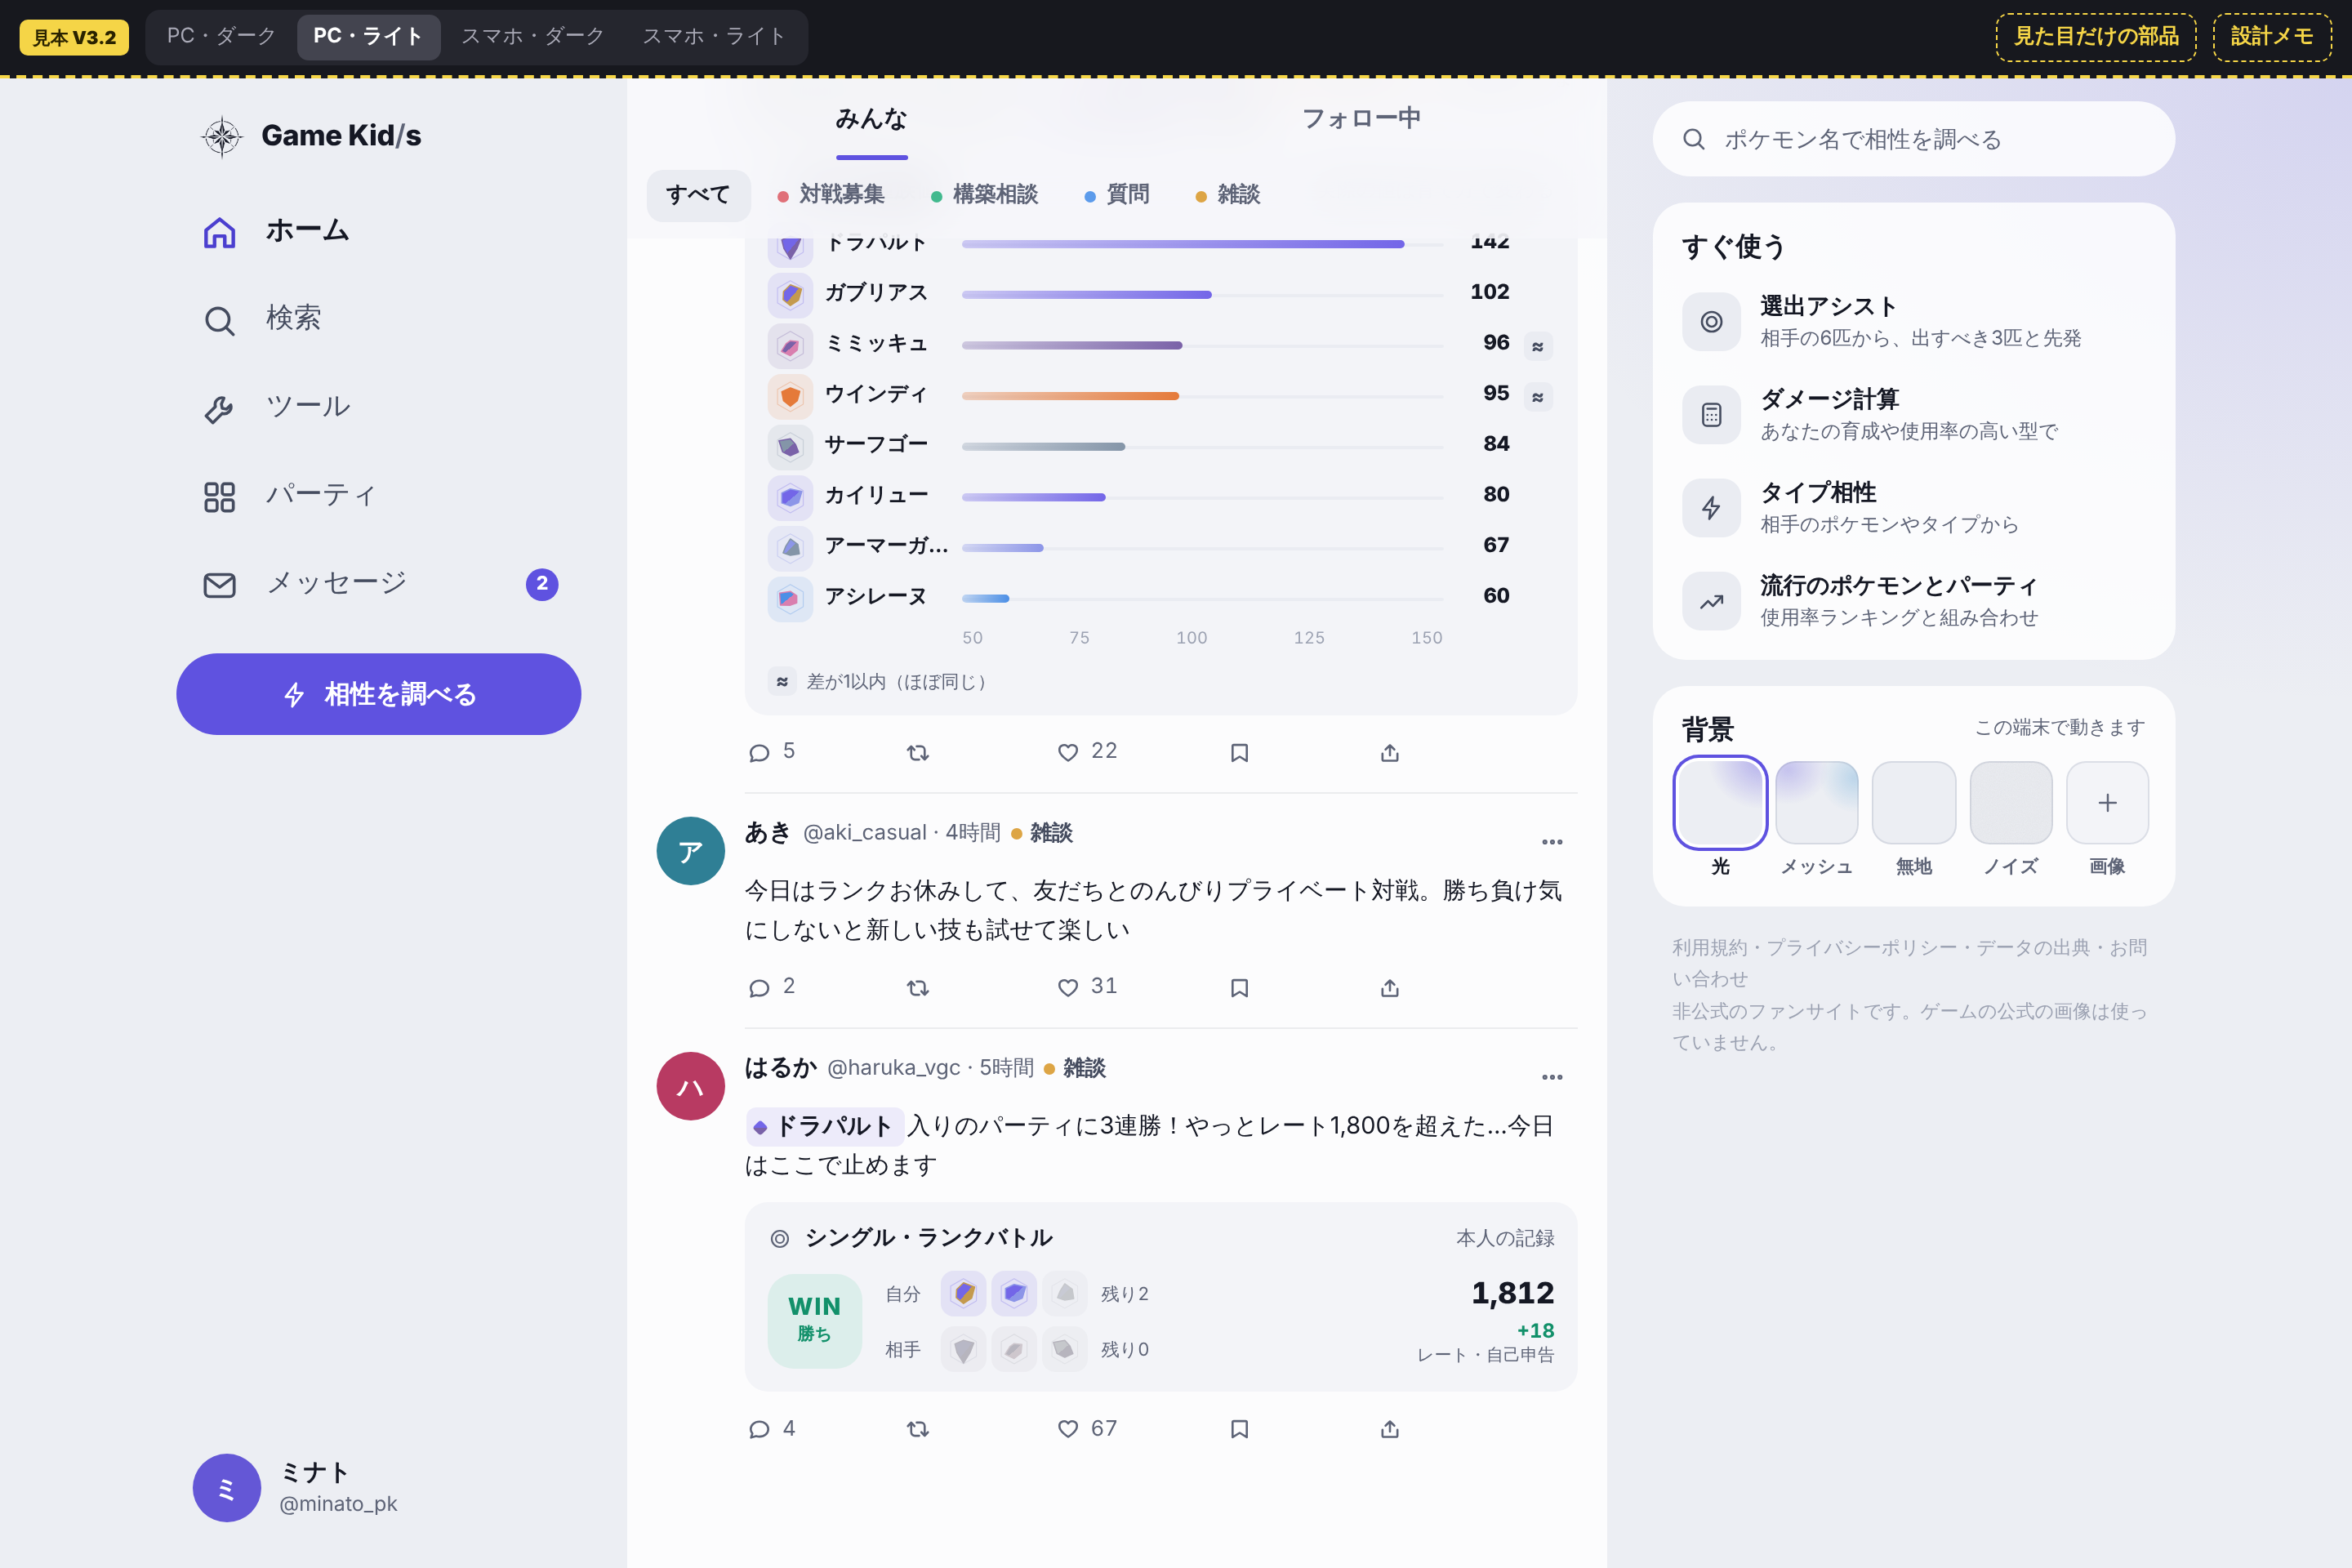 見本 V3.2
PC・ダーク
PC・ライト
スマホ・ダーク
スマホ・ライト
見た目だけの部品
設計メモ
Game Kid/s
ホーム
検索
ツール
パーティ
メッセージ
2
相性を調べる
ミ
ミナト
@minato_pk
みんな
フォロー中
すべて
対戦募集
構築相談
質問
雑談
ドラパルト 142
ガブリアス 102
ミミッキュ 96 ≈
ウインディ 95 ≈
サーフゴー 84
カイリュー 80
アーマーガ… 67
アシレーヌ 60
50 75 100 125 150
≈ 差が1以内（ほぼ同じ）
5 22
ア
あき @aki_casual · 4時間 雑談
今日はランクお休みして、友だちとのんびりプライベート対戦。勝ち負け気
にしないと新しい技も試せて楽しい
2 31
ハ
はるか @haruka_vgc · 5時間 雑談
ドラパルト 入りのパーティに3連勝！やっとレート1,800を超えた…今日
はここで止めます
シングル・ランクバトル 本人の記録
WIN
勝ち
自分 残り2
相手 残り0
1,812
+18
レート・自己申告
4 67
ポケモン名で相性を調べる
すぐ使う
選出アシスト
相手の6匹から、出すべき3匹と先発
ダメージ計算
あなたの育成や使用率の高い型で
タイプ相性
相手のポケモンやタイプから
流行のポケモンとパーティ
使用率ランキングと組み合わせ
背景 この端末で動きます
光 メッシュ 無地 ノイズ 画像
利用規約・プライバシーポリシー・データの出典・お問
い合わせ
非公式のファンサイトです。ゲームの公式の画像は使っ
ていません。